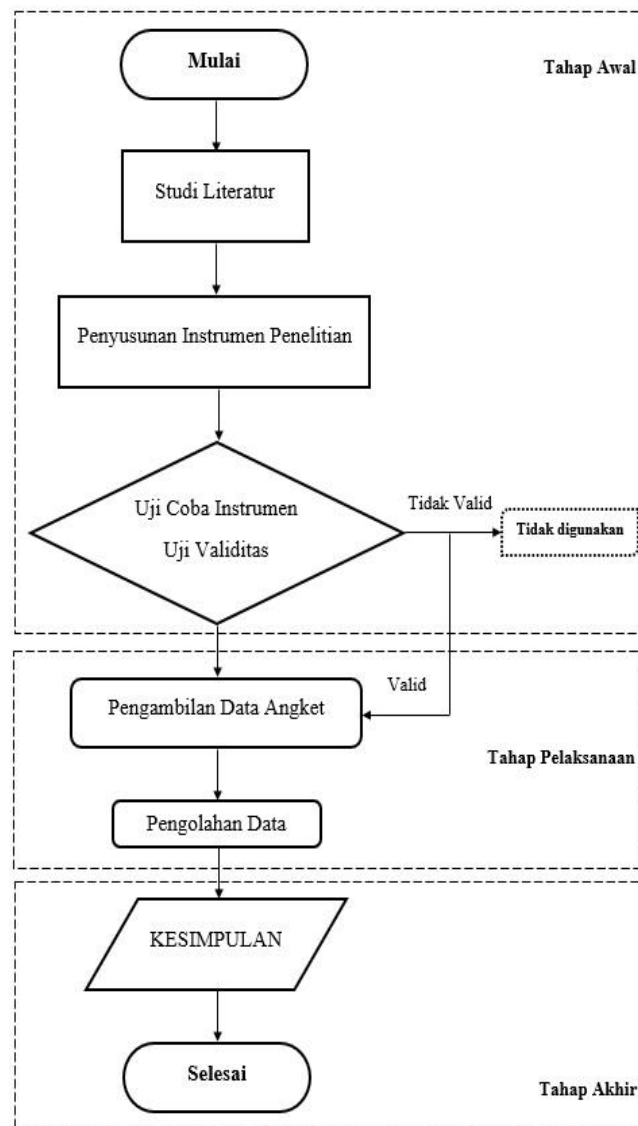 Mulai
Tahap Awal
Studi Literatur
Penyusunan Instrumen Penelitian
Uji Coba Instrumen
Uji Validitas
Tidak Valid
Tidak digunakan
Valid
Pengambilan Data Angket
Tahap Pelaksanaan
Pengolahan Data
KESIMPULAN
Selesai
Tahap Akhir